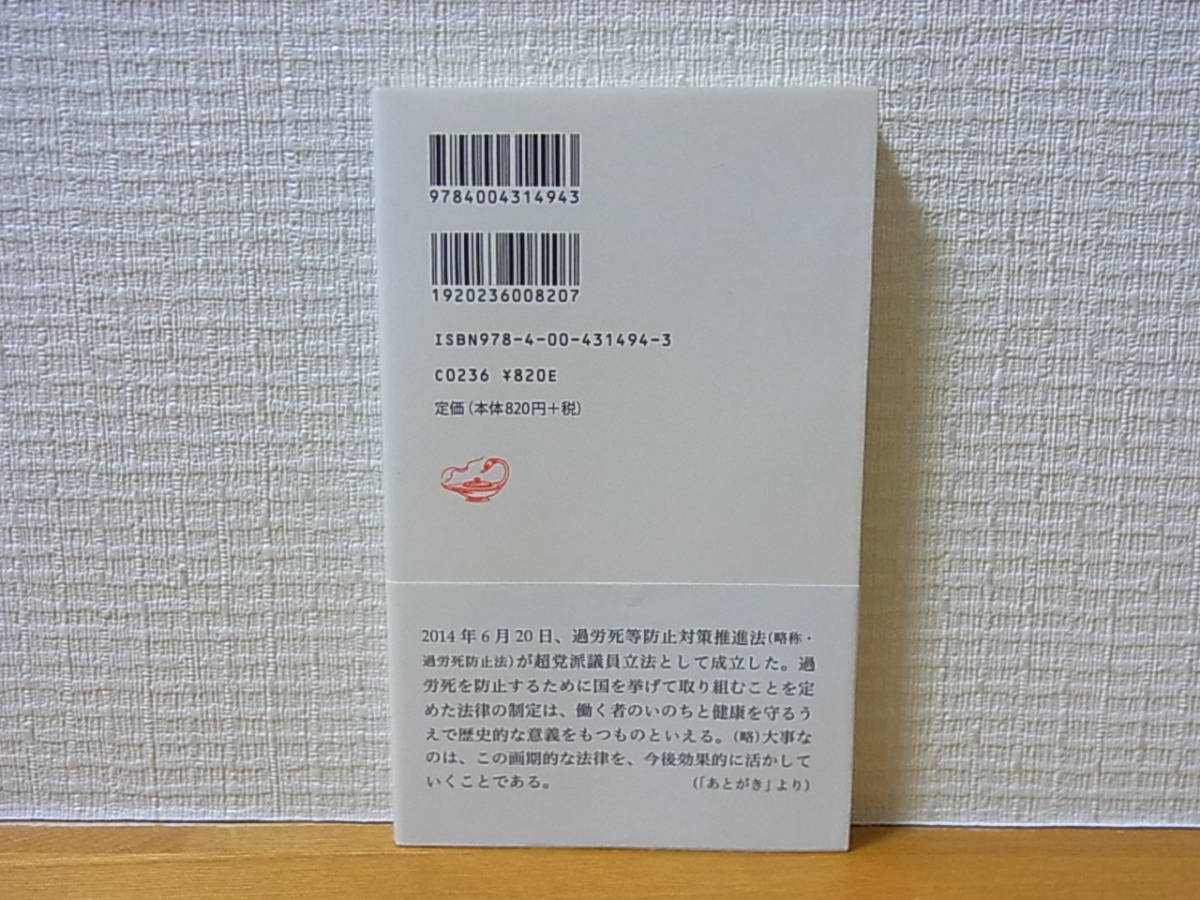 9784004314943
1920236008207
ISBN978-4-00-431494-3
C0236 ¥820E
定価(本体820円+税)
2014年6月20日、過労死等防止対策推進法(略称・
過労死防止法)が超党派議員立法として成立した。過
労死を防止するために国を挙げて取り組むことを定
めた法律の制定は、働く者のいのちと健康を守るう
えで歴史的な意義をもつものといえる。(略)大事な
のは、この画期的な法律を、今後効果的に活かして
いくことである。 (「あとがき」より)